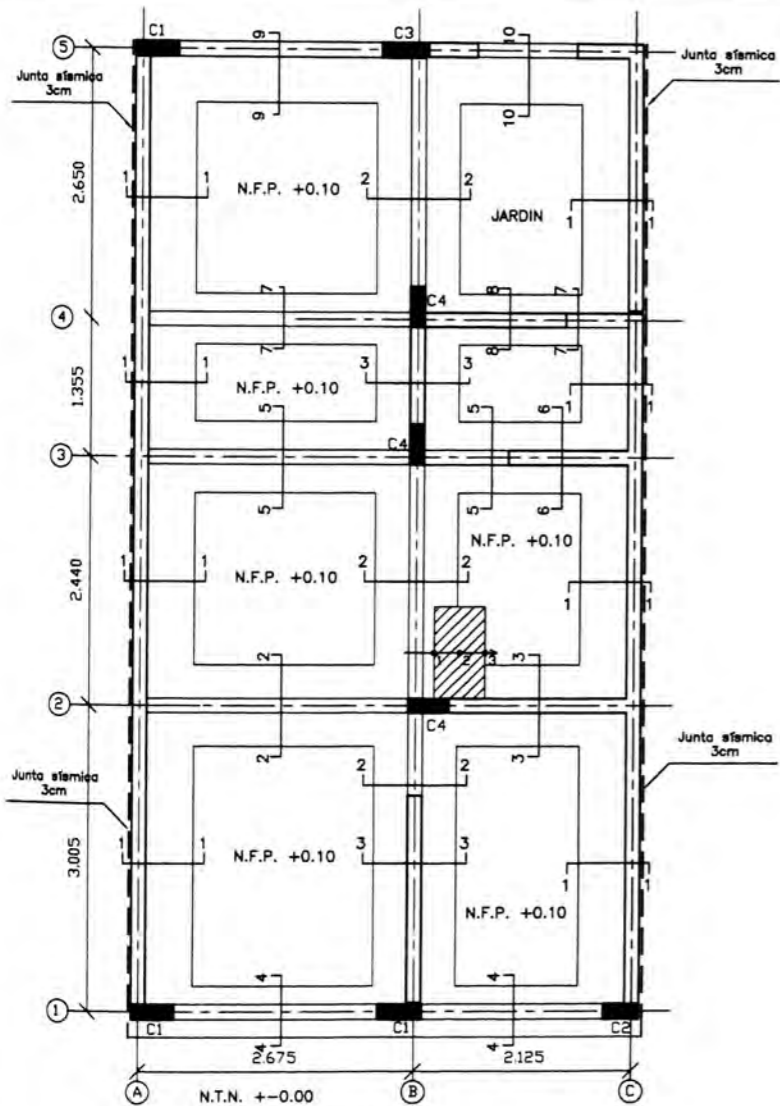 C1
9
C3
10
5
Junta sísmica
3cm
Junta sísmica
3cm
9
10
1
1
N.F.P. +0.10
2
2
1
JARDIN
1
2.650
7
8
7
C4
4
7
8
7
1
1
N.F.P. +0.10
3
3
1
1
1.355
5
5
6
C4
3
5
5
6
N.F.P. +0.10
1
1
N.F.P. +0.10
2
2
1
1
2.440
2
1
2
3
3
2
C4
2
3
Junta sísmica
3cm
Junta sísmica
3cm
2
2
1
1
N.F.P. +0.10
3
3
1
1
N.F.P. +0.10
3.005
4
4
1
C1
C1
C2
4
4
2.675
2.125
A
B
C
N.T.N. +-0.00